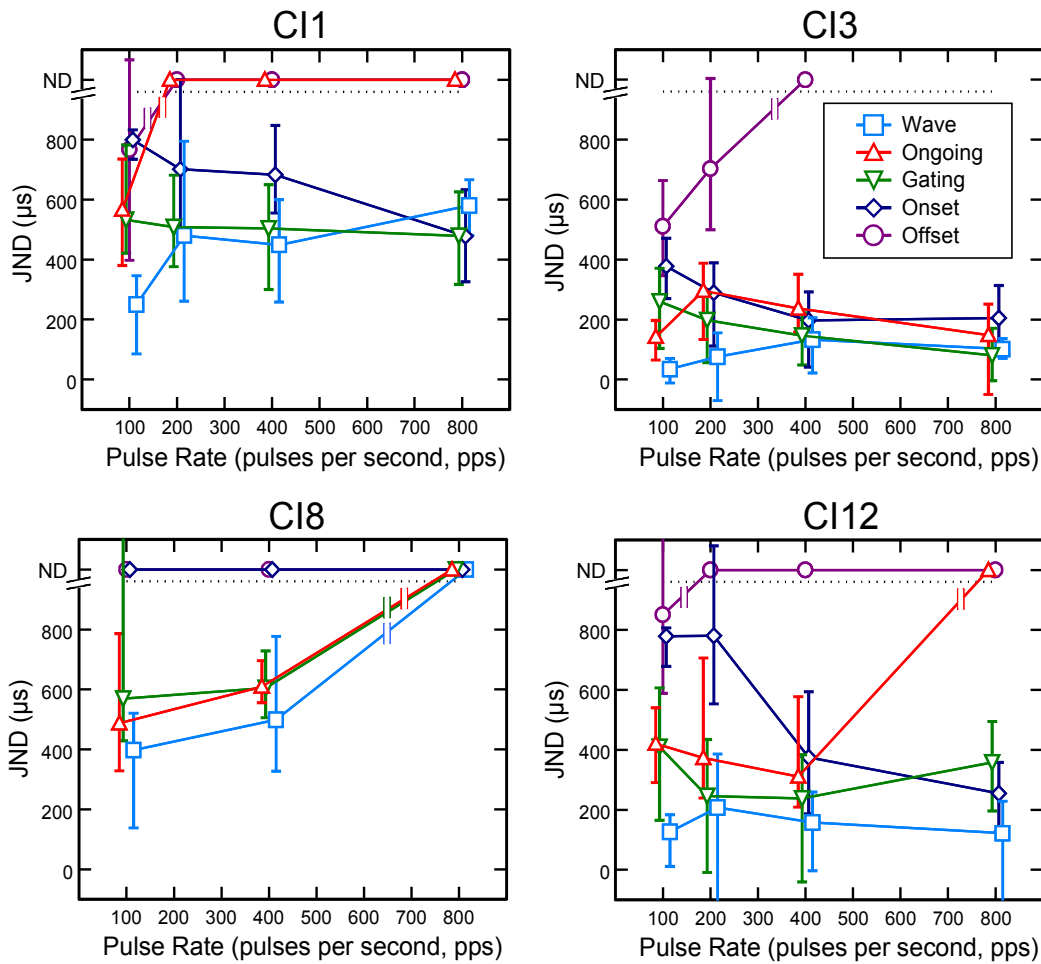 CI1
ND
800
600
400
200
0
JND (µs)
100 200 300 400 500 600 700 800
Pulse Rate (pulses per second, pps)
CI3
ND
800
600
400
200
0
JND (µs)
Wave
Ongoing
Gating
Onset
Offset
100 200 300 400 500 600 700 800
Pulse Rate (pulses per second, pps)
CI8
ND
800
600
400
200
0
JND (µs)
100 200 300 400 500 600 700 800
Pulse Rate (pulses per second, pps)
CI12
ND
800
600
400
200
0
JND (µs)
100 200 300 400 500 600 700 800
Pulse Rate (pulses per second, pps)